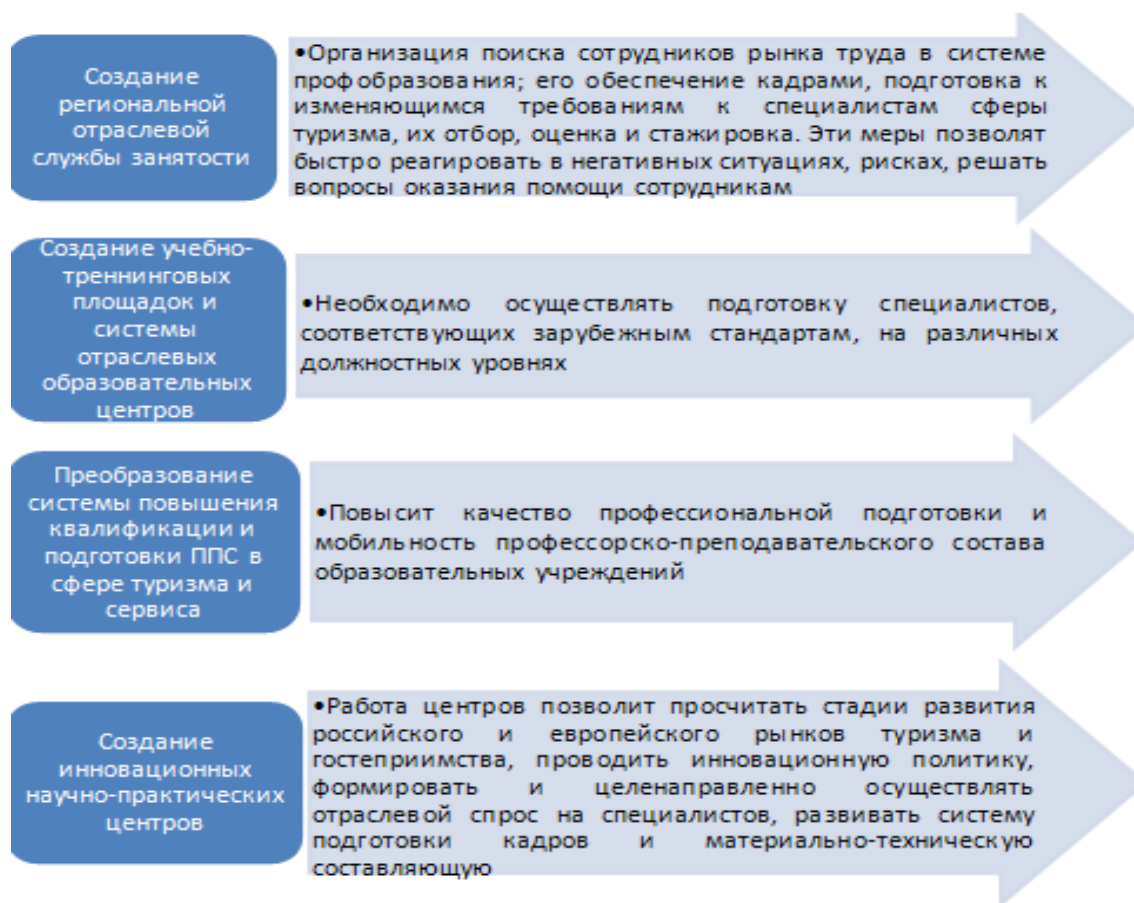 Создание
региональной
отраслевой
службы занятости
•Организация поиска сотрудников рынка труда в системе
профобразования; его обеспечение кадрами, подготовка к
изменяющимся требованиям к специалистам сферы
туризма, их отбор, оценка и стажировка. Эти меры позволят
быстро реагировать в негативных ситуациях, рисках, решать
вопросы оказания помощи сотрудникам
Создание учебно-
треннинговых
площадок и
системы
отраслевых
образовательных
центров
•Необходимо осуществлять подготовку специалистов,
соответствующих зарубежным стандартам, на различных
должностных уровнях
Преобразование
системы повышения
квалификации и
подготовки ППС в
сфере туризма и
сервиса
•Повысит качество профессиональной подготовки и
мобильность профессорско-преподавательского состава
образовательных учреждений
Создание
инновационных
научно-практических
центров
•Работа центров позволит просчитать стадии развития
российского и европейского рынков туризма и
гостеприимства, проводить инновационную политику,
формировать и целенаправленно осуществлять
отраслевой спрос на специалистов, развивать систему
подготовки кадров и материально-техническую
составляющую